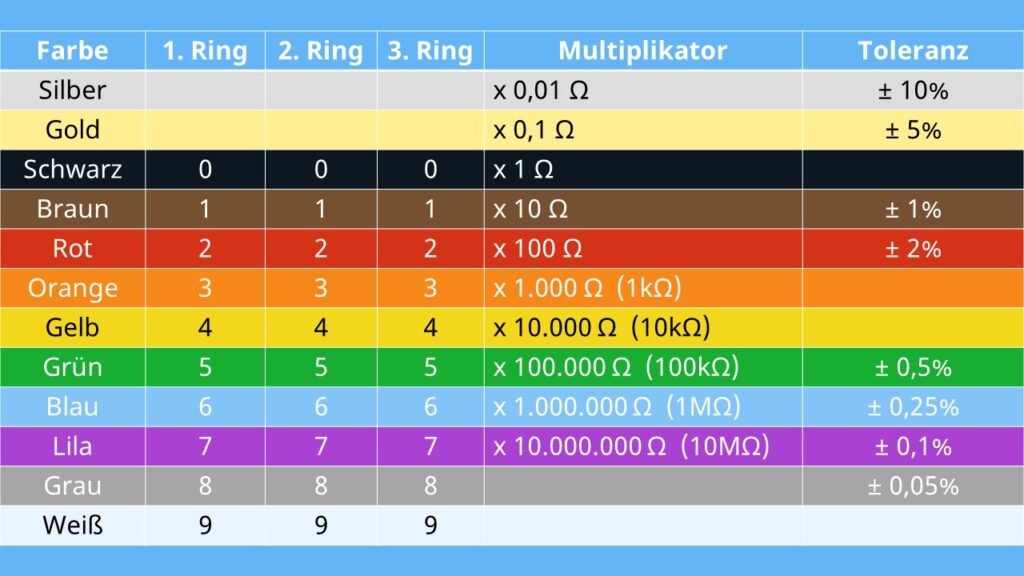 Farbe 1. Ring 2. Ring 3. Ring Multiplikator Toleranz
Silber x 0,01 Ω ± 10%
Gold x 0,1 Ω ± 5%
Schwarz 0 0 0 x 1 Ω
Braun 1 1 1 x 10 Ω ± 1%
Rot 2 2 2 x 100 Ω ± 2%
Orange 3 3 3 x 1.000 Ω (1kΩ)
Gelb 4 4 4 x 10.000 Ω (10kΩ)
Grün 5 5 5 x 100.000 Ω (100kΩ) ± 0,5%
Blau 6 6 6 x 1.000.000 Ω (1MΩ) ± 0,25%
Lila 7 7 7 x 10.000.000 Ω (10MΩ) ± 0,1%
Grau 8 8 8 ± 0,05%
Weiß 9 9 9